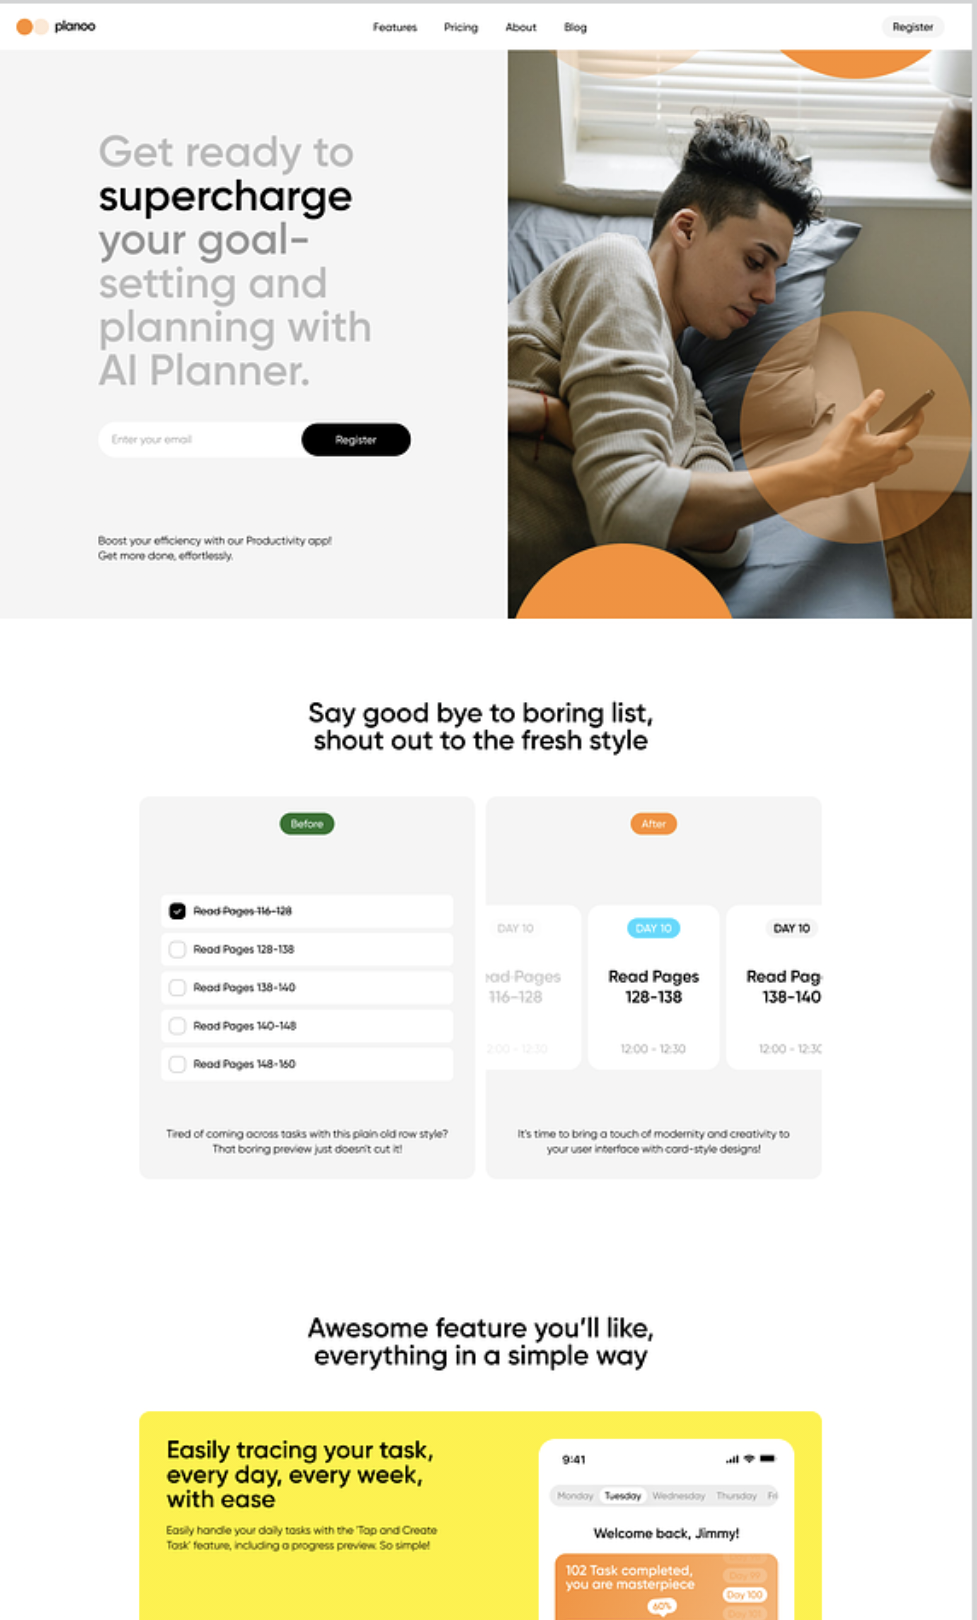 planoo
Features Pricing About Blog
Register
Get ready to
supercharge
your goal-
setting and
planning with
AI Planner.
Enter your email
Register
Boost your efficiency with our Productivity app!
Get more done, effortlessly.
Say good bye to boring list,
shout out to the fresh style
Before
Read Pages 116-128
Read Pages 128-138
Read Pages 138-140
Read Pages 140-148
Read Pages 148-160
Tired of coming across tasks with this plain old row style?
That boring preview just doesn't cut it!
After
DAY 10
ead Pages
116-128
2:00 - 12:30
DAY 10
Read Pages
128-138
12:00 - 12:30
DAY 10
Read Pag
138-140
12:00 - 12:30
It's time to bring a touch of modernity and creativity to
your user interface with card-style designs!
Awesome feature you'll like,
everything in a simple way
Easily tracing your task,
every day, every week,
with ease
Easily handle your daily tasks with the 'Tap and Create
Task' feature, including a progress preview. So simple!
9:41
Monday Tuesday Wednesday Thursday Fri
Welcome back, Jimmy!
102 Task completed,
you are masterpiece
60%
Day 99
Day 100
Day 101